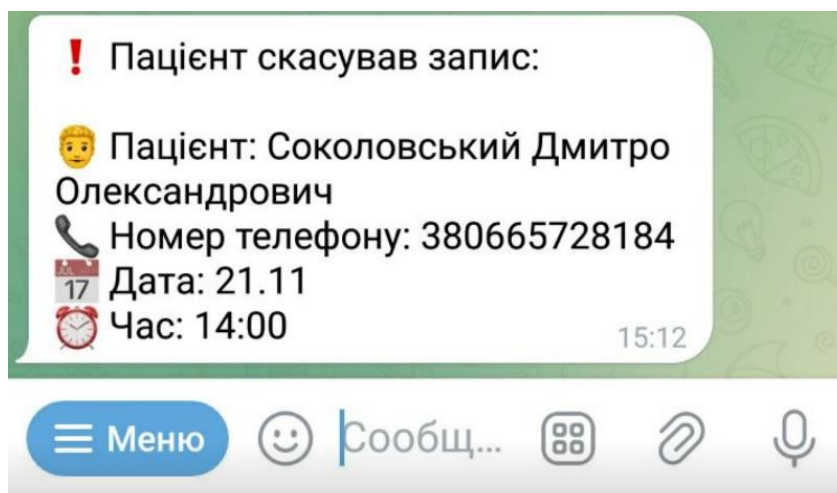 ❗ Пацієнт скасував запис:
👨 Пацієнт: Соколовський Дмитро
Олександрович
📞 Номер телефону: 380665728184
📅 Дата: 21.11
⏰ Час: 14:00
15:12
Меню
Сообщ...